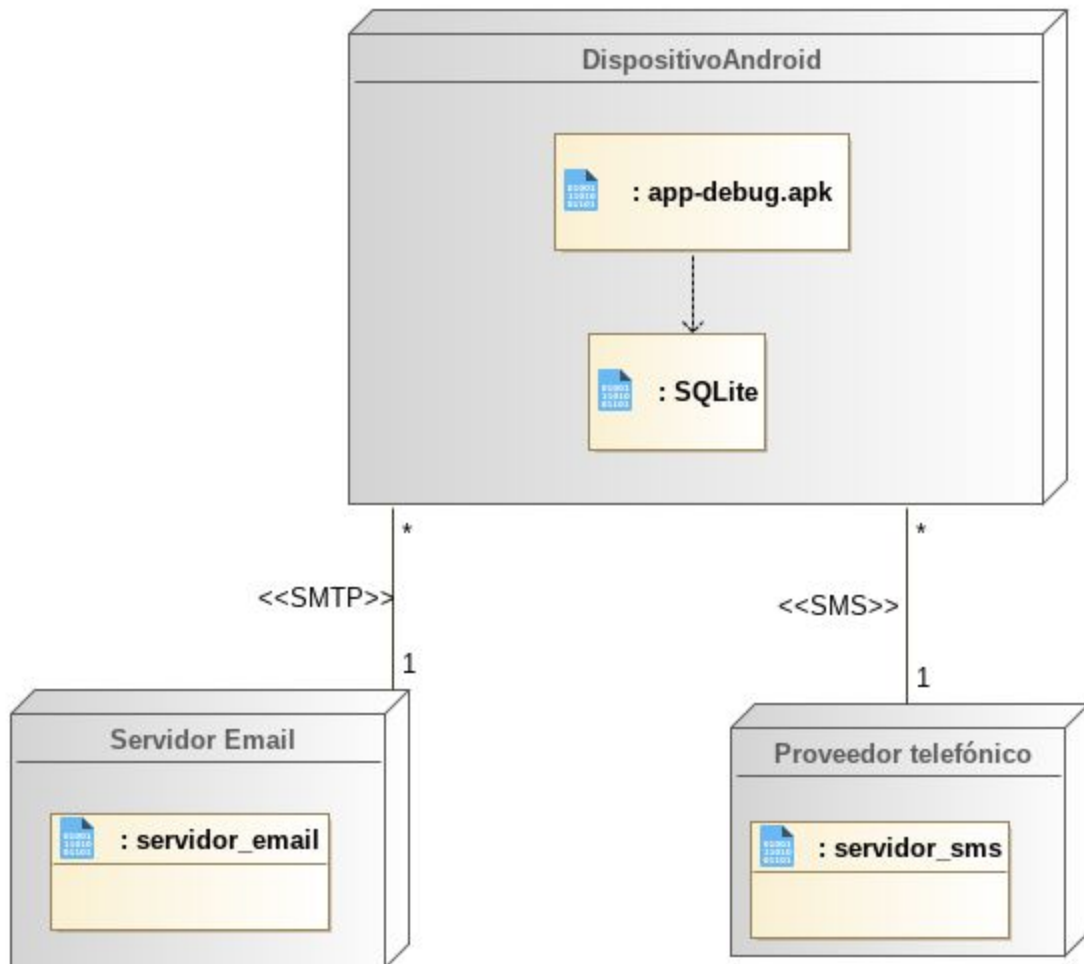 DispositivoAndroid
: app-debug.apk
: SQLite
*
*
<<SMTP>>
<<SMS>>
1
1
Servidor Email
Proveedor telefónico
: servidor_email
: servidor_sms